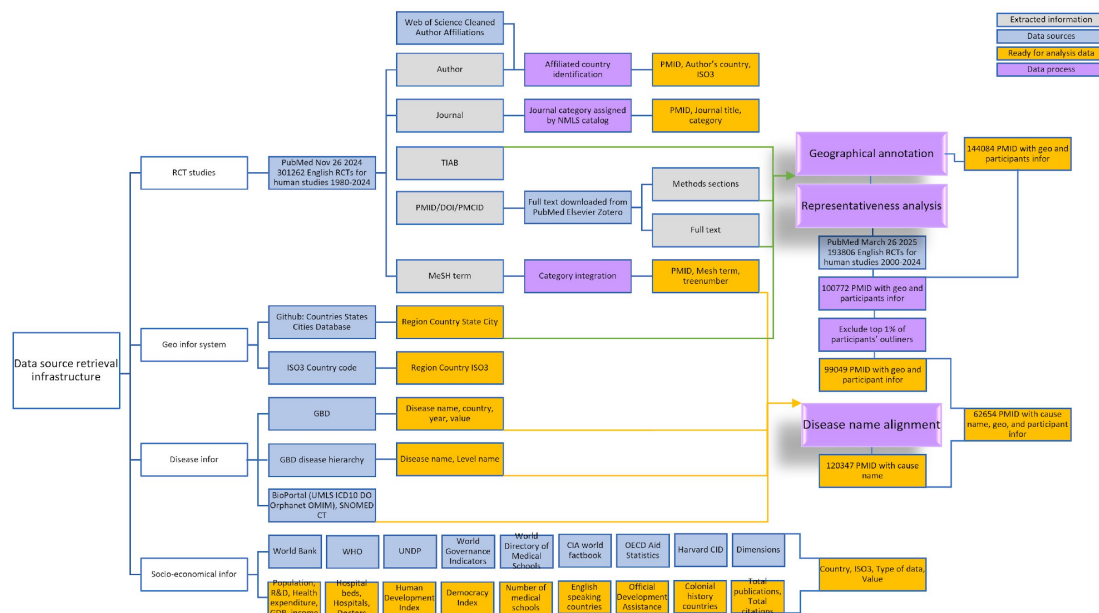 Web of Science Cleaned
Author Affiliations
Extracted information
Data sources
Ready for analysis data
Data process
Author
Affiliated country
identification
PMID, Author's country,
ISO3
Journal
Journal category assigned
by NMLS catalog
PMID, Journal title,
category
RCT studies
PubMed Nov 26 2024
301262 English RCTs for
human studies 1980-2024
TIAB
PMID/DOI/PMCID
Full text downloaded from
PubMed Elsevier Zotero
Methods sections
Full text
MeSH term
Category integration
PMID, Mesh term,
treenumber
Geographical annotation
144084 PMID with geo and
participants infor
Representativeness analysis
PubMed March 26 2025
193806 English RCTs for
human studies 2000-2024
100772 PMID with geo and
participants infor
Exclude top 1% of
participants' outliners
99049 PMID with geo and
participant infor
Data source retrieval
infrastructure
Geo infor system
Github: Countries States
Cities Database
Region Country State City
ISO3 Country code
Region Country ISO3
Disease infor
GBD
Disease name, country,
year, value
GBD disease hierarchy
Disease name, Level name
BioPortal (UMLS ICD10 DO
Orphanet OMIM), SNOMED
CT
Disease name alignment
120347 PMID with cause
name
62654 PMID with cause
name, geo, and participant
infor
Socio-economical infor
World Bank
WHO
UNDP
World
Governance
Indicators
World
Directory of
Medical
Schools
CIA world
factbook
OECD Aid
Statistics
Harvard CID
Dimensions
Population,
R&D, Health
expenditure,
GDP, income
Hospital
beds,
Hospitals,
Doctors
Human
Development
Index
Democracy
Index
Number of
medical
schools
English
speaking
countries
Official
Development
Assistance
Colonial
history
countries
Total
publications,
Total
citations
Country, ISO3, Type of data,
Value